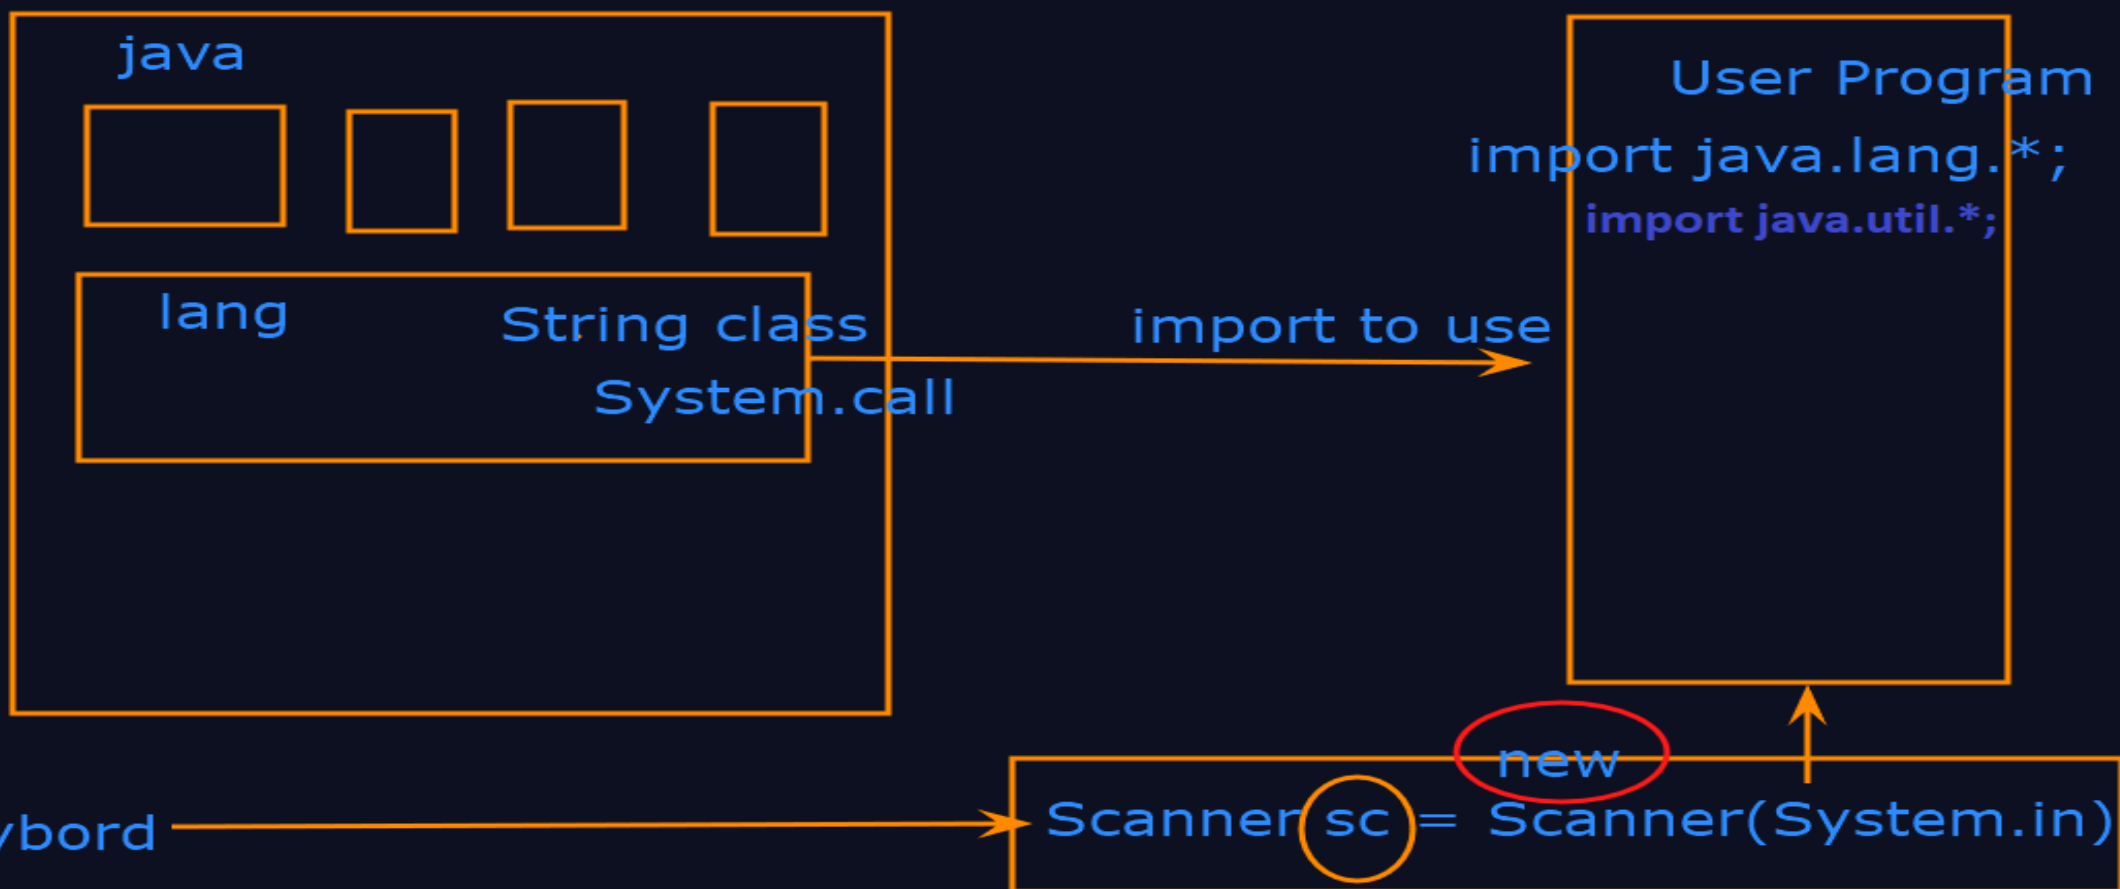 java
lang
String class
System.call
import to use
User Program
import java.lang.*;
import java.util.*;
new
ybord
Scanner sc = Scanner(System.in)